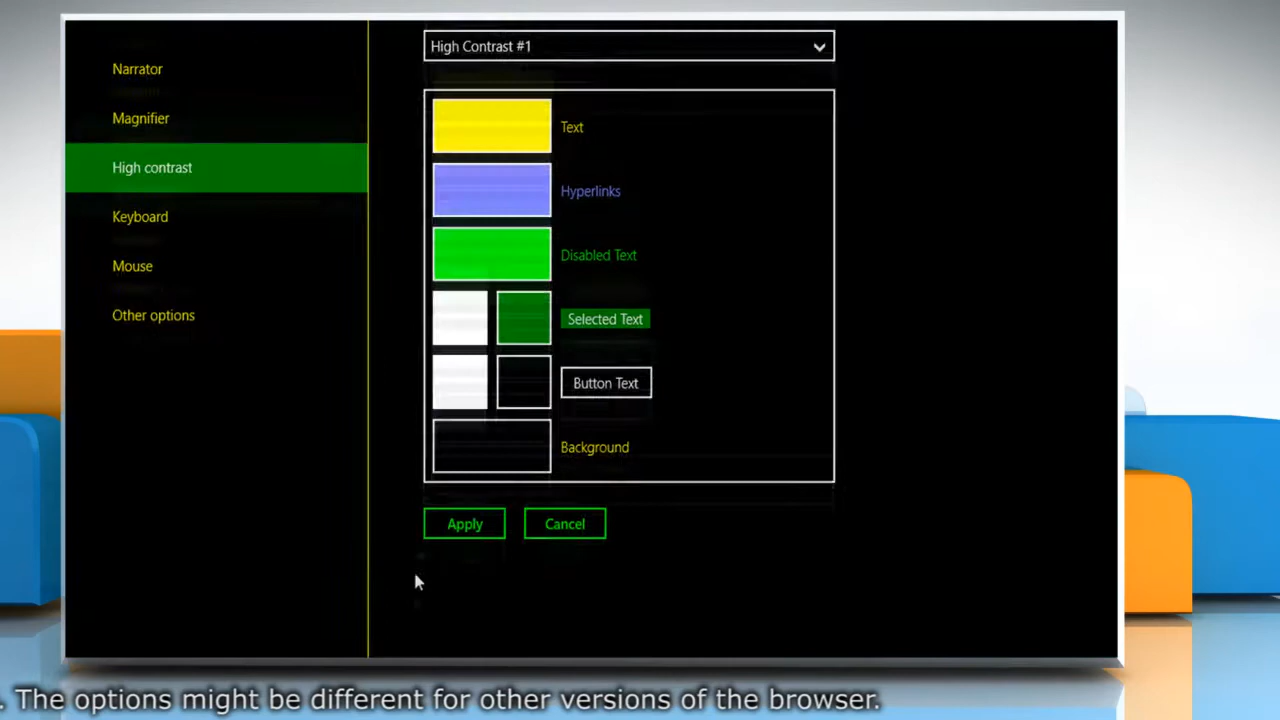 High Contrast #1
Narrator
Magnifier
High contrast
Keyboard
Mouse
Other options
Text
Hyperlinks
Disabled Text
Selected Text
Button Text
Background
Apply
Cancel
. The options might be different for other versions of the browser.